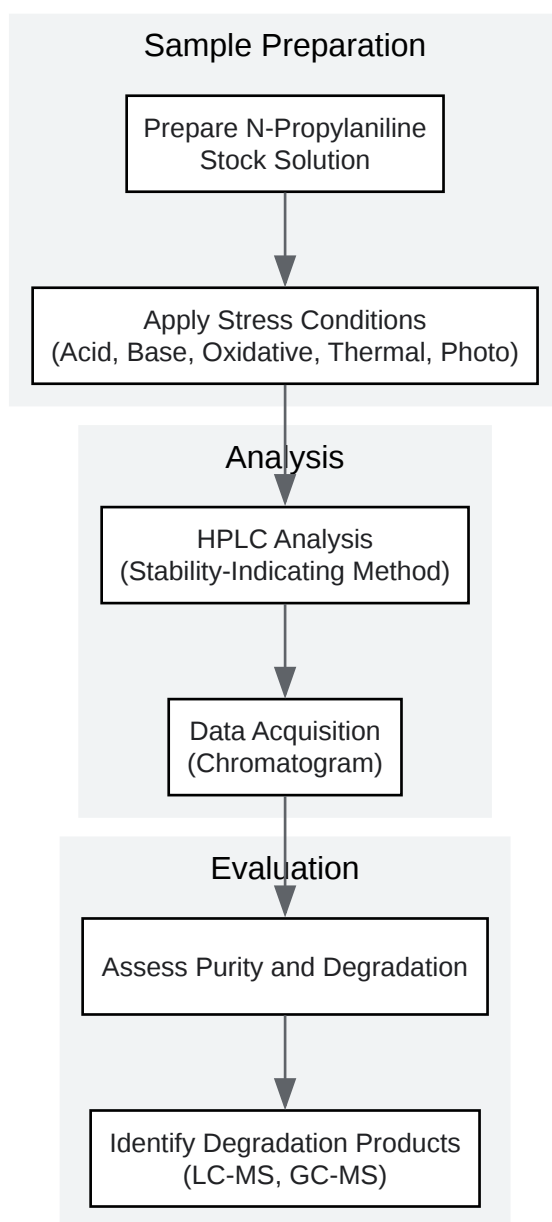 Sample Preparation
Prepare N-Propylaniline
Stock Solution
Apply Stress Conditions
(Acid, Base, Oxidative, Thermal, Photo)
Analysis
HPLC Analysis
(Stability-Indicating Method)
Data Acquisition
(Chromatogram)
Evaluation
Assess Purity and Degradation
Identify Degradation Products
(LC-MS, GC-MS)